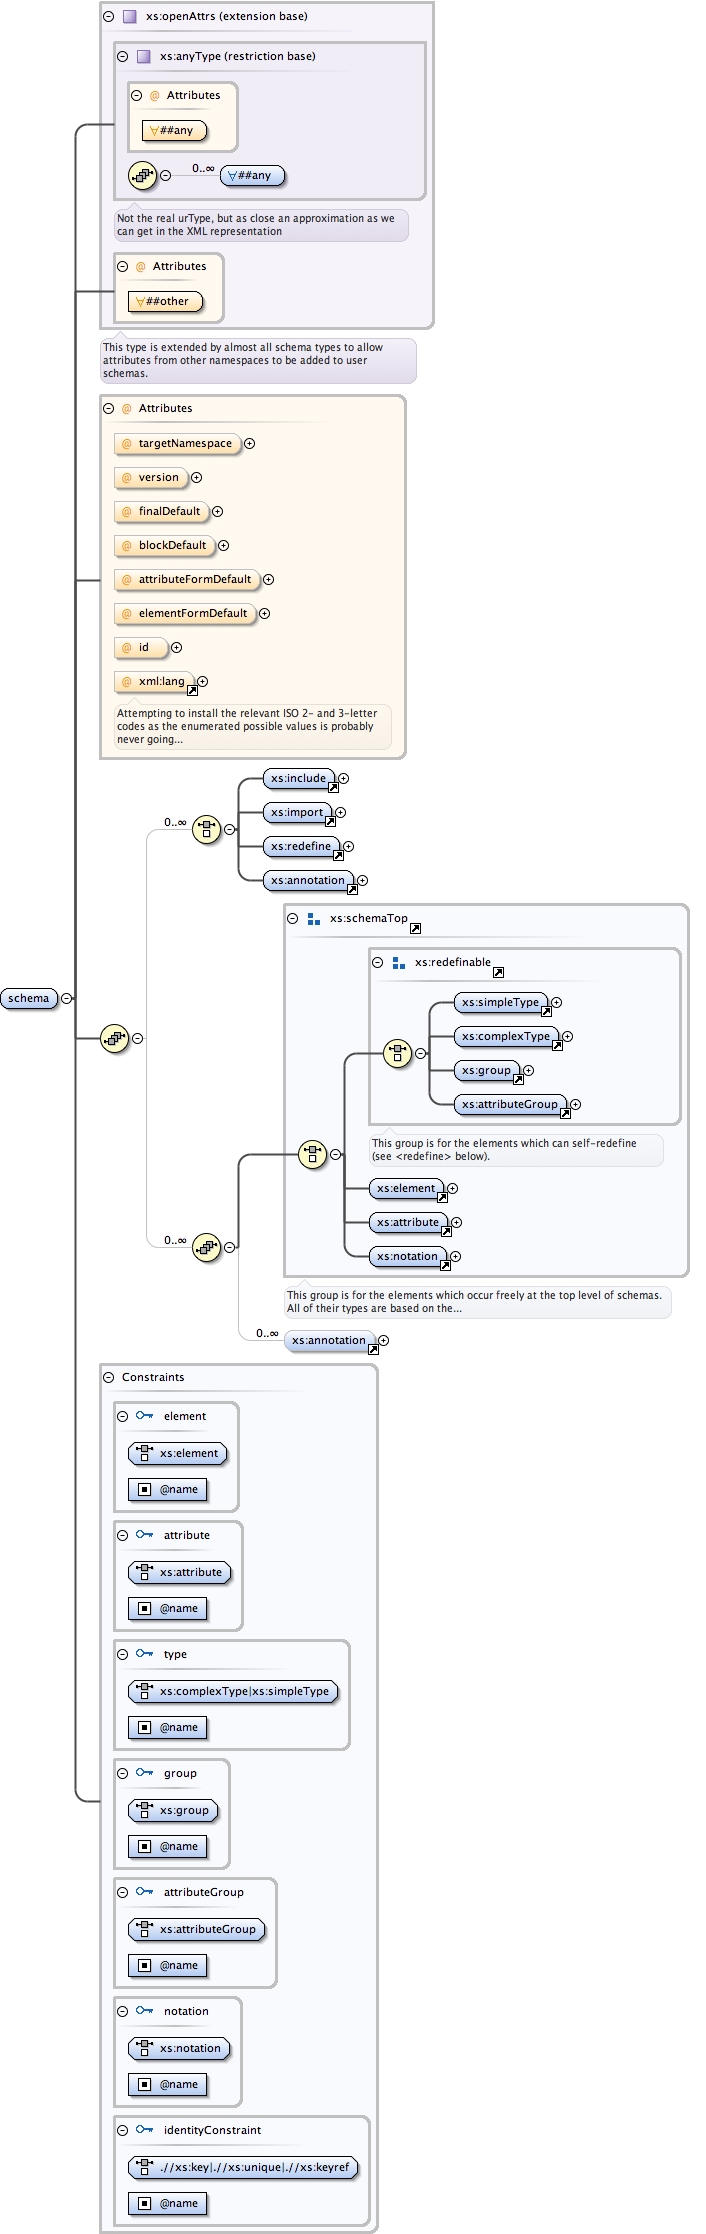 xs:openAttrs (extension base)
xs:anyType (restriction base)
@ Attributes
∀##any
0..∞
∀##any
Not the real urType, but as close an approximation as we
can get in the XML representation
@ Attributes
∀##other
This type is extended by almost all schema types to allow
attributes from other namespaces to be added to user
schemas.
@ Attributes
@ targetNamespace
@ version
@ finalDefault
@ blockDefault
@ attributeFormDefault
@ elementFormDefault
@ id
@ xml:lang
Attempting to install the relevant ISO 2- and 3-letter
codes as the enumerated possible values is probably
never going...
schema
0..∞
xs:include
xs:import
xs:redefine
xs:annotation
0..∞
xs:schemaTop
xs:redefinable
xs:simpleType
xs:complexType
xs:group
xs:attributeGroup
This group is for the elements which can self-redefine
(see <redefine> below).
xs:element
xs:attribute
xs:notation
This group is for the elements which occur freely at the top level of schemas.
All of their types are based on the...
0..∞
xs:annotation
Constraints
element
xs:element
@name
attribute
xs:attribute
@name
type
xs:complexType|xs:simpleType
@name
group
xs:group
@name
attributeGroup
xs:attributeGroup
@name
notation
xs:notation
@name
identityConstraint
.//xs:key|.//xs:unique|.//xs:keyref
@name